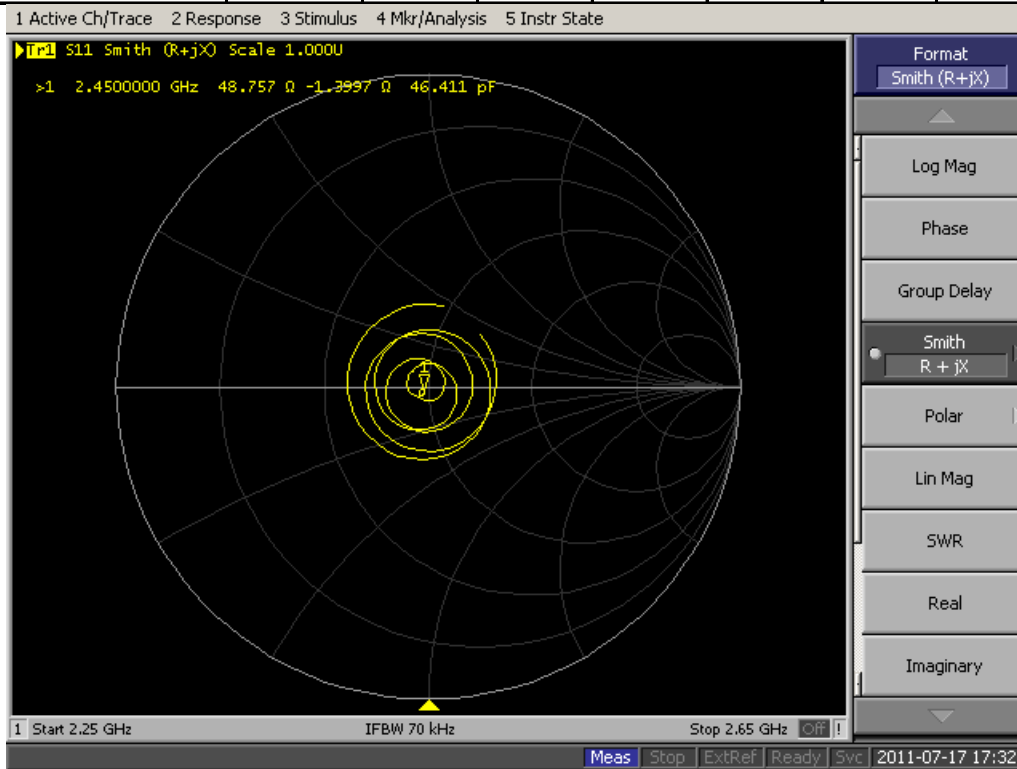 1 Active Ch/Trace 2 Response 3 Stimulus 4 Mkr/Analysis 5 Instr State
Tr1 S11 Smith (R+jX) Scale 1.000U
>1 2.4500000 GHz 48.757 Ω -1.3997 Ω 46.411 pF
1
Format
Smith (R+jX)
Log Mag
Phase
Group Delay
Smith
R + jX
Polar
Lin Mag
SWR
Real
Imaginary
1 Start 2.25 GHz IFBW 70 kHz Stop 2.65 GHz Off !
Meas Stop ExtRef Ready Svc 2011-07-17 17:32